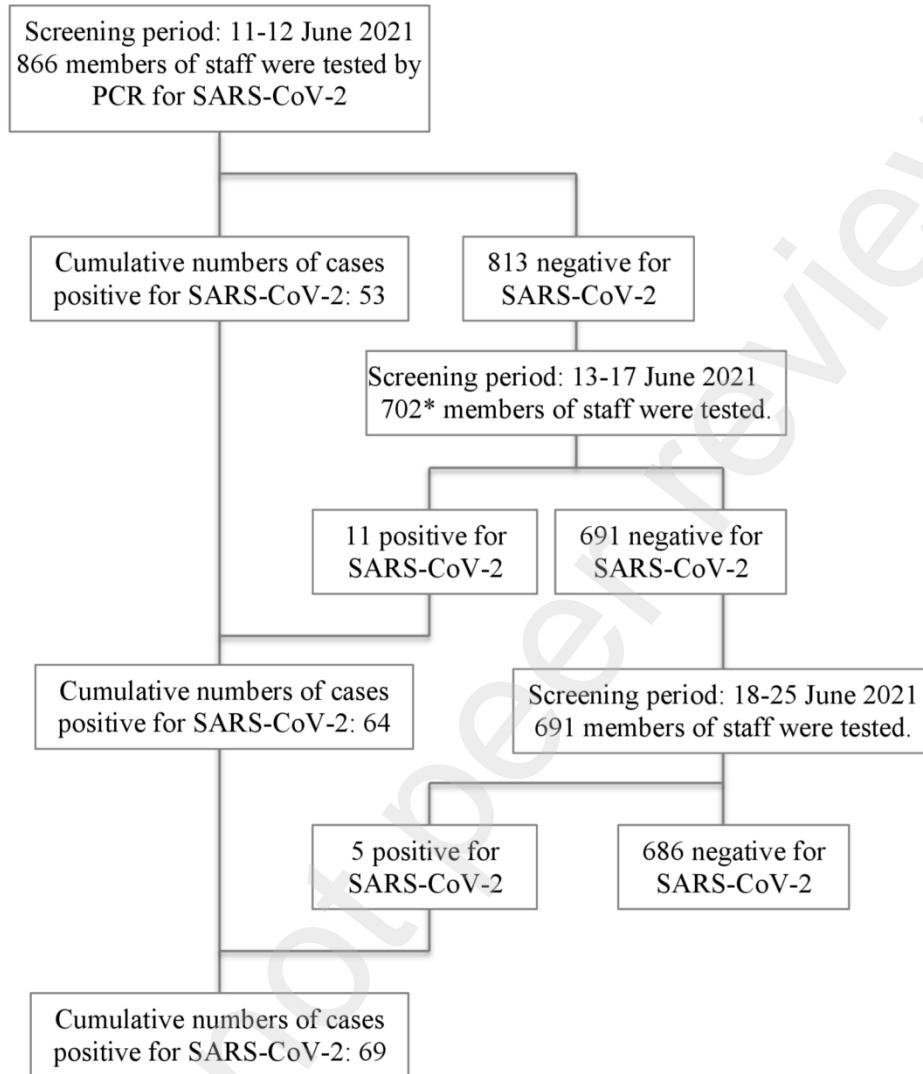 Screening period: 11-12 June 2021
866 members of staff were tested by
PCR for SARS-CoV-2
Cumulative numbers of cases
positive for SARS-CoV-2: 53
813 negative for
SARS-CoV-2
Screening period: 13-17 June 2021
702* members of staff were tested.
11 positive for
SARS-CoV-2
691 negative for
SARS-CoV-2
Cumulative numbers of cases
positive for SARS-CoV-2: 64
Screening period: 18-25 June 2021
691 members of staff were tested.
5 positive for
SARS-CoV-2
686 negative for
SARS-CoV-2
Cumulative numbers of cases
positive for SARS-CoV-2: 69
not peer review